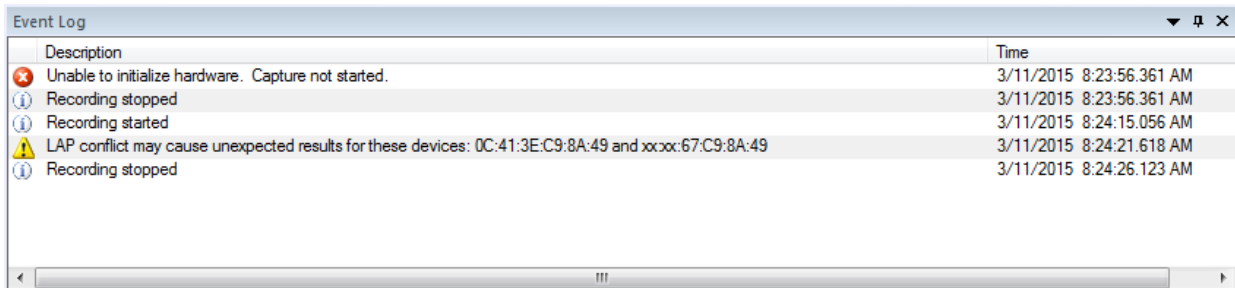 Event Log
Description Time
Unable to initialize hardware.  Capture not started. 3/11/2015  8:23:56.361 AM
Recording stopped 3/11/2015  8:23:56.361 AM
Recording started 3/11/2015  8:24:15.056 AM
LAP conflict may cause unexpected results for these devices: 0C:41:3E:C9:8A:49 and xx:xx:67:C9:8A:49 3/11/2015  8:24:21.618 AM
Recording stopped 3/11/2015  8:24:26.123 AM